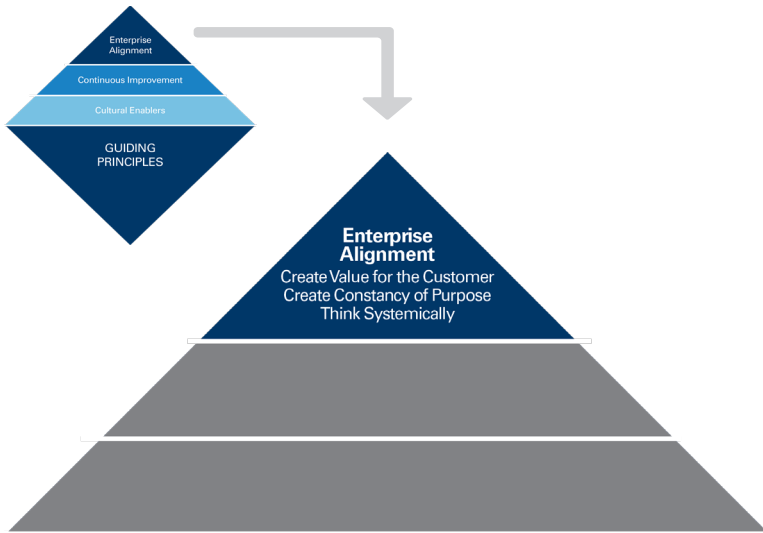 Enterprise
Alignment
Continuous Improvement
Cultural Enablers
GUIDING
PRINCIPLES
Enterprise
Alignment
Create Value for the Customer
Create Constancy of Purpose
Think Systemically